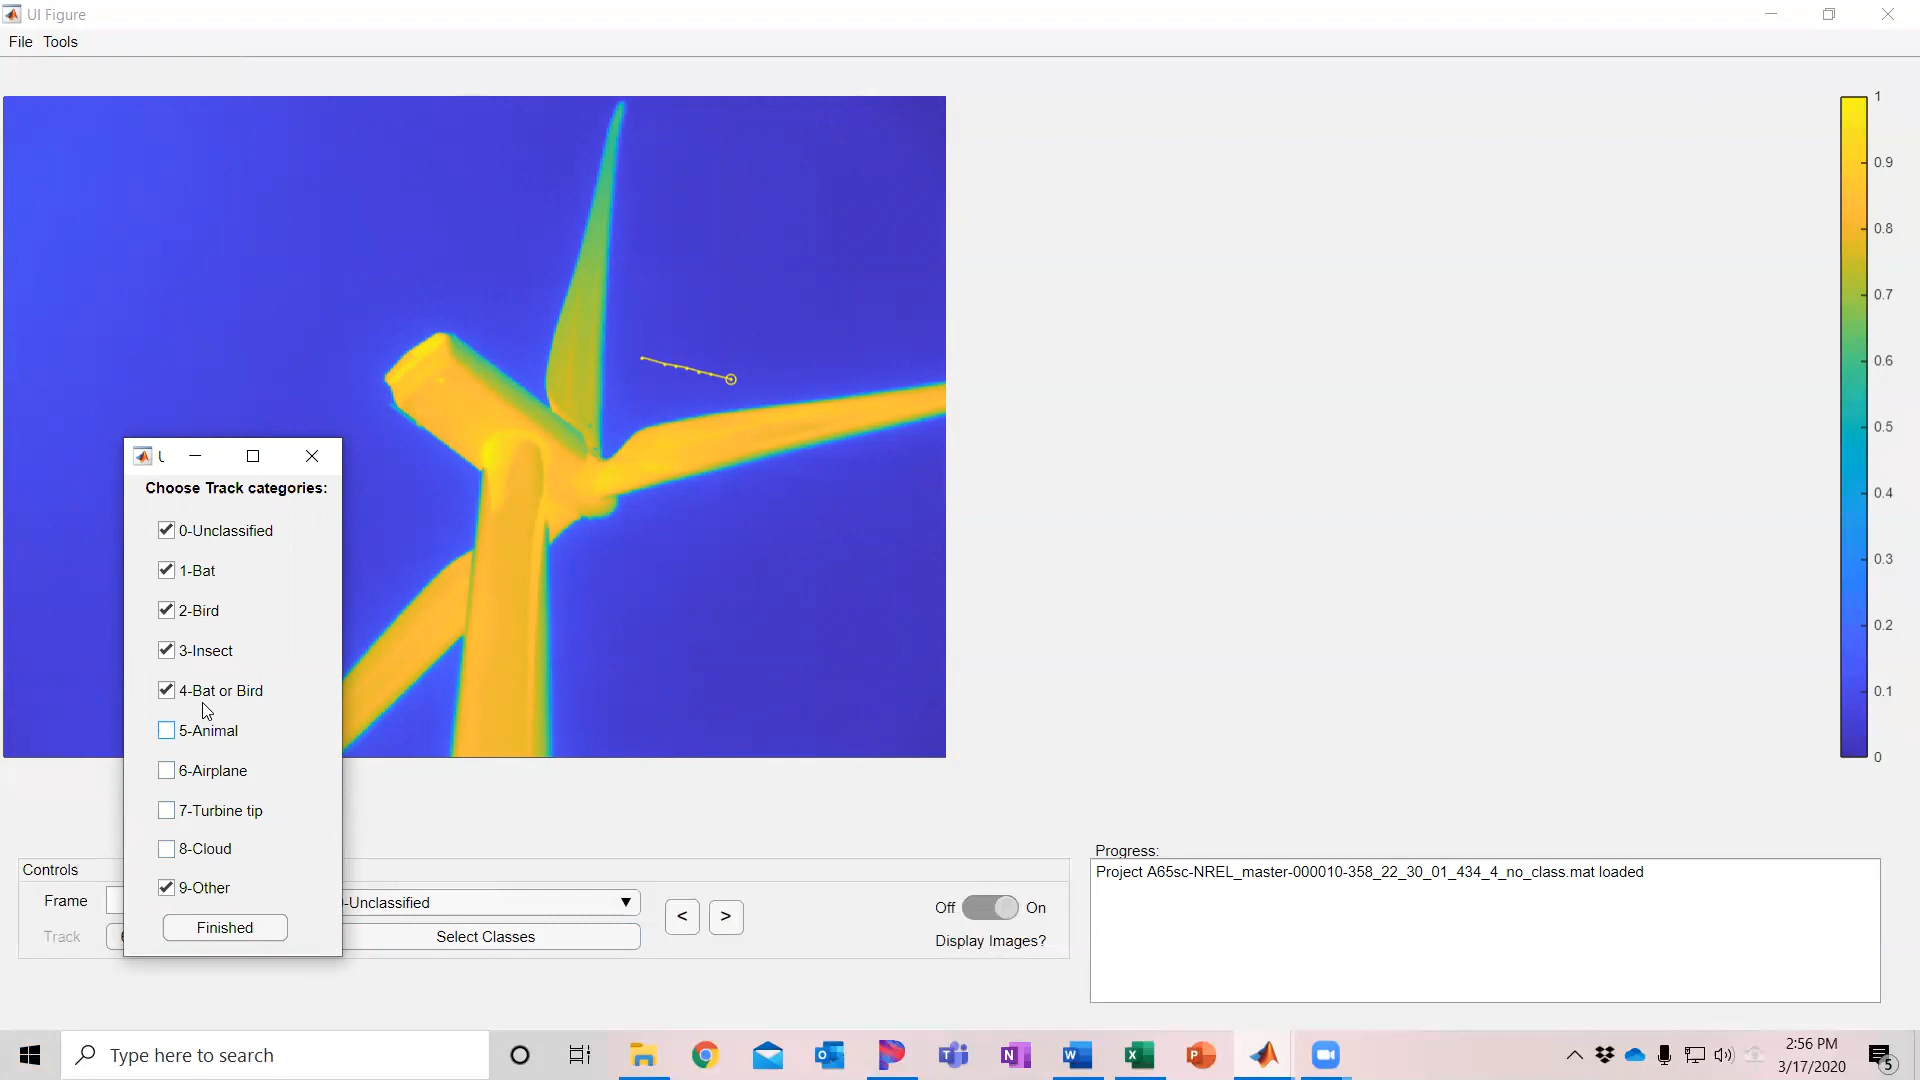 UI Figure
File Tools
1
0.9
0.8
0.7
0.6
0.5
0.4
0.3
0.2
0.1
0
Choose Track categories:
0-Unclassified
1-Bat
2-Bird
3-Insect
4-Bat or Bird
5-Animal
6-Airplane
7-Turbine tip
8-Cloud
9-Other
Finished
Controls
Frame
Track
-Unclassified
Select Classes
< >
Off On
Display Images?
Progress:
Project A65sc-NREL_master-000010-358_22_30_01_434_4_no_class.mat loaded
Type here to search
2:56 PM
3/17/2020
5